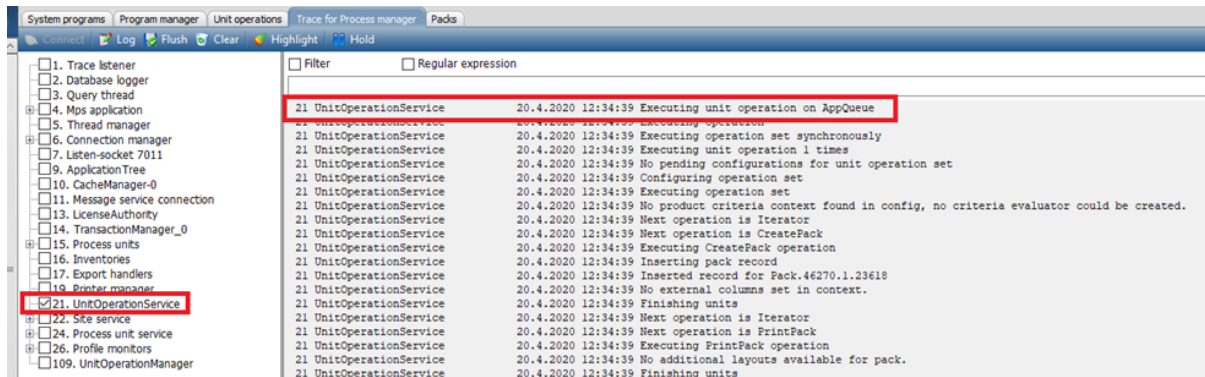 System programs Program manager Unit operations Trace for Process manager Packs
Connect Log Flush Clear Highlight Hold
1. Trace listener
2. Database logger
3. Query thread
4. Mps application
5. Thread manager
6. Connection manager
7. Listen-socket 7011
9. ApplicationTree
10. CacheManager-0
11. Message service connection
13. LicenseAuthority
14. TransactionManager_0
15. Process units
16. Inventories
17. Export handlers
19. Printer manager
21. UnitOperationService
22. Site service
24. Process unit service
26. Profile monitors
109. UnitOperationManager
Filter Regular expression
21 UnitOperationService 20.4.2020 12:34:39 Executing unit operation on AppQueue
21 UnitOperationService 20.4.2020 12:34:39 Executing operation
21 UnitOperationService 20.4.2020 12:34:39 Executing operation set synchronously
21 UnitOperationService 20.4.2020 12:34:39 Executing unit operation 1 times
21 UnitOperationService 20.4.2020 12:34:39 No pending configurations for unit operation set
21 UnitOperationService 20.4.2020 12:34:39 Configuring operation set
21 UnitOperationService 20.4.2020 12:34:39 Executing operation set
21 UnitOperationService 20.4.2020 12:34:39 No product criteria context found in config, no criteria evaluator could be created.
21 UnitOperationService 20.4.2020 12:34:39 Next operation is Iterator
21 UnitOperationService 20.4.2020 12:34:39 Next operation is CreatePack
21 UnitOperationService 20.4.2020 12:34:39 Executing CreatePack operation
21 UnitOperationService 20.4.2020 12:34:39 Inserting pack record
21 UnitOperationService 20.4.2020 12:34:39 Inserted record for Pack.46270.1.23618
21 UnitOperationService 20.4.2020 12:34:39 No external columns set in context.
21 UnitOperationService 20.4.2020 12:34:39 Finishing units
21 UnitOperationService 20.4.2020 12:34:39 Next operation is Iterator
21 UnitOperationService 20.4.2020 12:34:39 Next operation is PrintPack
21 UnitOperationService 20.4.2020 12:34:39 Executing PrintPack operation
21 UnitOperationService 20.4.2020 12:34:39 No additional layouts available for pack.
21 UnitOperationService 20.4.2020 12:34:39 Finishing units